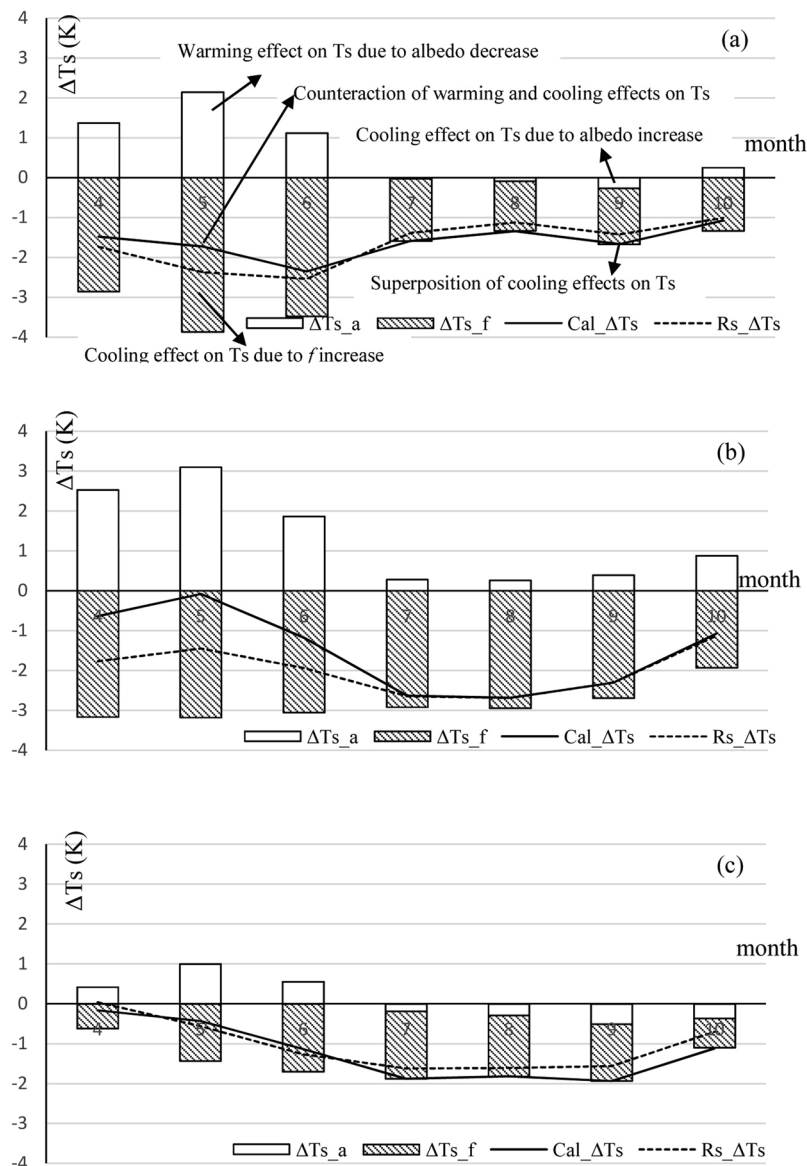 4
(a)
ΔTs (K)
3
Warming effect on Ts due to albedo decrease
2
Counteraction of warming and cooling effects on Ts
1
Cooling effect on Ts due to albedo increase
month
0
4 5 6 7 8 9 10
-1
-2
Superposition of cooling effects on Ts
-3
ΔTs_a ΔTs_f Cal_ΔTs Rs_ΔTs
-4
Cooling effect on Ts due to f increase
4
(b)
ΔTs (K)
3
2
1
month
0
4 5 6 7 8 9 10
-1
-2
-3
ΔTs_a ΔTs_f Cal_ΔTs Rs_ΔTs
-4
4
(c)
ΔTs (K)
3
2
month
1
0
4 5 6 7 8 9 10
-1
-2
-3
ΔTs_a ΔTs_f Cal_ΔTs Rs_ΔTs
-4